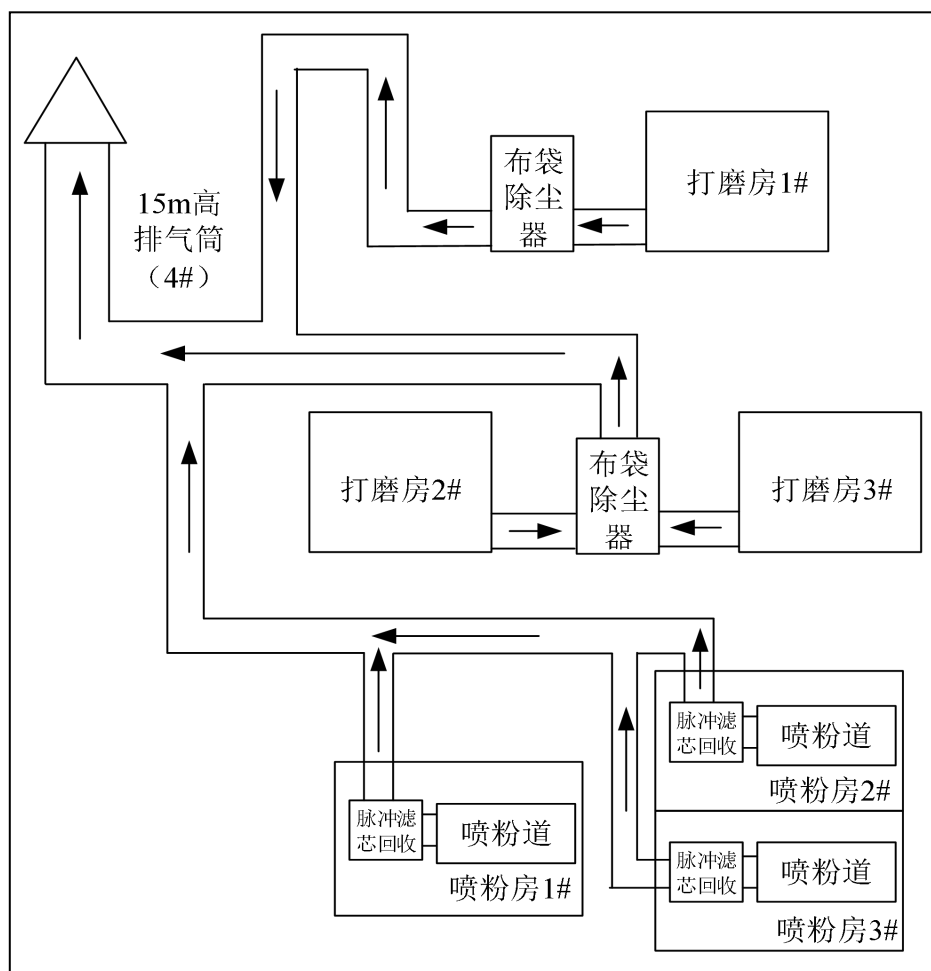 15m高
排气筒
（4#）
布袋
除尘
器
打磨房1#
打磨房2#
布袋
除尘
器
打磨房3#
脉冲滤
芯回收
喷粉道
喷粉房2#
脉冲滤
芯回收
喷粉道
喷粉房1#
脉冲滤
芯回收
喷粉道
喷粉房3#